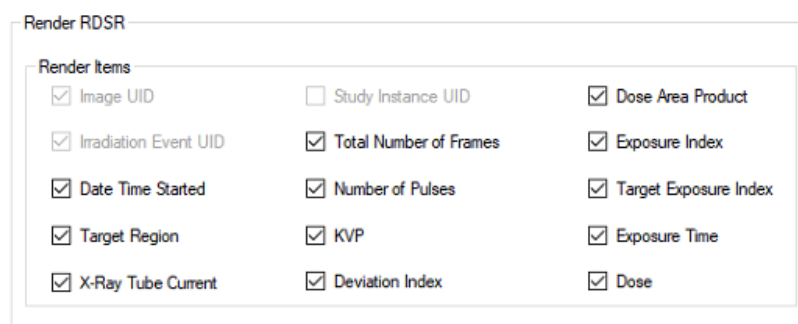 Render RDSR
Render Items
Image UID Study Instance UID Dose Area Product
Irradiation Event UID Total Number of Frames Exposure Index
Date Time Started Number of Pulses Target Exposure Index
Target Region KVP Exposure Time
X-Ray Tube Current Deviation Index Dose